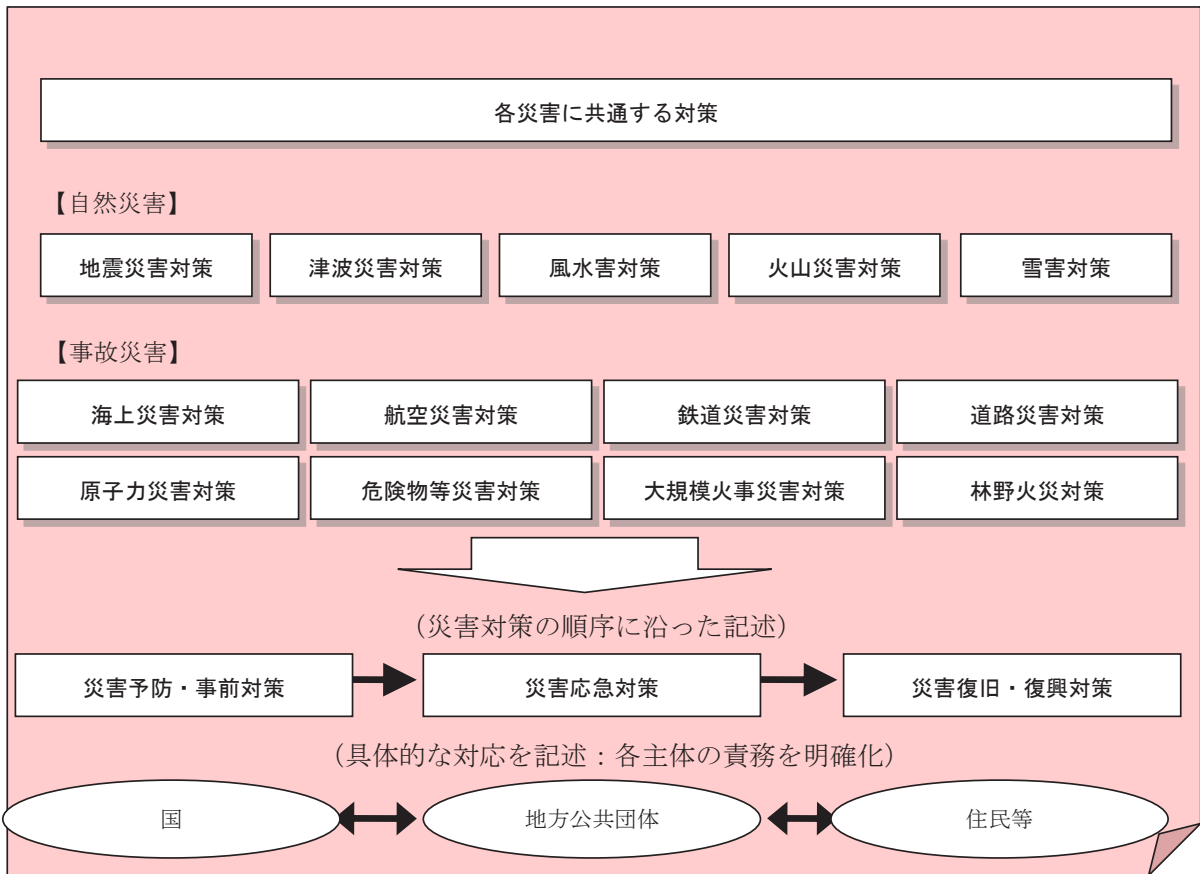 各災害に共通する対策
【自然災害】
地震災害対策 津波災害対策 風水害対策 火山災害対策 雪害対策
【事故災害】
海上災害対策 航空災害対策 鉄道災害対策 道路災害対策
原子力災害対策 危険物等災害対策 大規模火事災害対策 林野火災対策
(災害対策の順序に沿った記述)
災害予防・事前対策 災害応急対策 災害復旧・復興対策
(具体的な対応を記述：各主体の責務を明確化)
国 地方公共団体 住民等